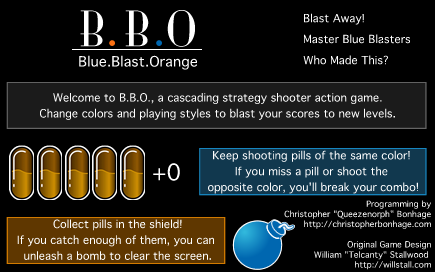 B.B.O
Blue.Blast.Orange
Blast Away!
Master Blue Blasters
Who Made This?
Welcome to B.B.O., a cascading strategy shooter action game.
Change colors and playing styles to blast your scores to new levels.
+0
Keep shooting pills of the same color!
If you miss a pill or shoot the
opposite color, you'll break your combo!
Collect pills in the shield!
If you catch enough of them, you can
unleash a bomb to clear the screen.
Programming by
Christopher "Queezenorph" Bonhage
http://christopherbonhage.com
Original Game Design
William "Telcanty" Stallwood
http://willstall.com